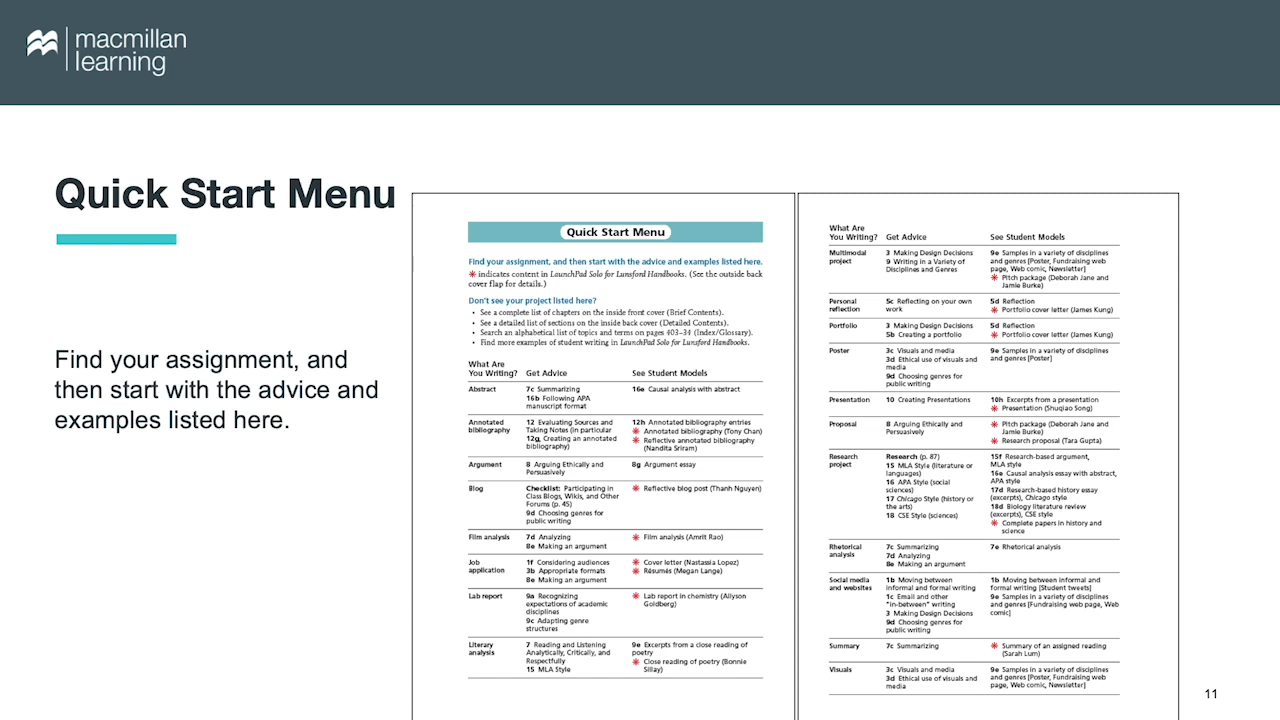 macmillan
learning
Quick Start Menu
Find your assignment, and
then start with the advice and
examples listed here.
Quick Start Menu
Find your assignment, and then start with the advice and examples listed here.
✽ indicates content in LaunchPad Solo for Lunsford Handbooks. (See the outside back
cover flap for details.)
Don't see your project listed here?
• See a complete list of chapters on the inside front cover (Brief Contents).
• See a detailed list of sections on the inside back cover (Detailed Contents).
• Search an alphabetical list of topics and terms on pages 403–34 (Index/Glossary).
• Find more examples of student writing in LaunchPad Solo for Lunsford Handbooks.
What Are
You Writing? Get Advice See Student Models
Abstract 7c Summarizing 16e Causal analysis with abstract
16b Following APA
manuscript format
Annotated 12 Evaluating Sources and 12h Annotated bibliography entries
bibliography Taking Notes (in particular ✽ Annotated bibliography (Tony Chan)
12g, Creating an annotated ✽ Reflective annotated bibliography
bibliography) (Nandita Sriram)
Argument 8 Arguing Ethically and 8g Argument essay
Persuasively
Blog Checklist: Participating in ✽ Reflective blog post (Thanh Nguyen)
Class Blogs, Wikis, and Other
Forums (p. 45)
9d Choosing genres for
public writing
Film analysis 7d Analyzing ✽ Film analysis (Amrit Rao)
8e Making an argument
Job 1f Considering audiences ✽ Cover letter (Nastassia Lopez)
application 3b Appropriate formats ✽ Résumés (Megan Lange)
8e Making an argument
Lab report 9a Recognizing ✽ Lab report in chemistry (Allyson
expectations of academic Goldberg)
disciplines
9c Adapting genre
structures
Literary 7 Reading and Listening 9e Excerpts from a close reading of
analysis Analytically, Critically, and poetry
Respectfully ✽ Close reading of poetry (Bonnie
15 MLA Style Sillay)
What Are
You Writing? Get Advice See Student Models
Multimodal 3 Making Design Decisions 9e Samples in a variety of disciplines
project 9 Writing in a Variety of and genres [Poster, Fundraising web
Disciplines and Genres page, Web comic, Newsletter]
✽ Pitch package (Deborah Jane and
Jamie Burke)
Personal 5c Reflecting on your own 5d Reflection
reflection work ✽ Portfolio cover letter (James Kung)
Portfolio 3 Making Design Decisions 5d Reflection
5b Creating a portfolio ✽ Portfolio cover letter (James Kung)
Poster 3c Visuals and media 9e Samples in a variety of disciplines
3d Ethical use of visuals and and genres [Poster]
media
9d Choosing genres for
public writing
Presentation 10 Creating Presentations 10h Excerpts from a presentation
✽ Presentation (Shuqiao Song)
Proposal 8 Arguing Ethically and ✽ Pitch package (Deborah Jane and
Persuasively Jamie Burke)
✽ Research proposal (Tara Gupta)
Research Research (p. 87) 15f Research-based argument,
project 15 MLA Style (literature or MLA style
languages) 16e Causal analysis essay with abstract,
16 APA Style (social APA style
sciences) 17d Research-based history essay
17 Chicago Style (history or (excerpts), Chicago style
the arts) 18d Biology literature review
18 CSE Style (sciences) (excerpts), CSE style
✽ Complete papers in history and
science
Rhetorical 7c Summarizing 7e Rhetorical analysis
analysis 7d Analyzing
8e Making an argument
Social media 1b Moving between 1b Moving between informal and
and websites informal and formal writing formal writing [Student tweets]
1c Email and other 9e Samples in a variety of disciplines
"in-between" writing and genres [Fundraising web page, Web
3 Making Design Decisions comic]
9d Choosing genres for
public writing
Summary 7c Summarizing ✽ Summary of an assigned reading
(Sarah Lum)
Visuals 3c Visuals and media 9e Samples in a variety of disciplines
3d Ethical use of visuals and and genres [Poster, Fundraising web
media page, Web comic, Newsletter]
11